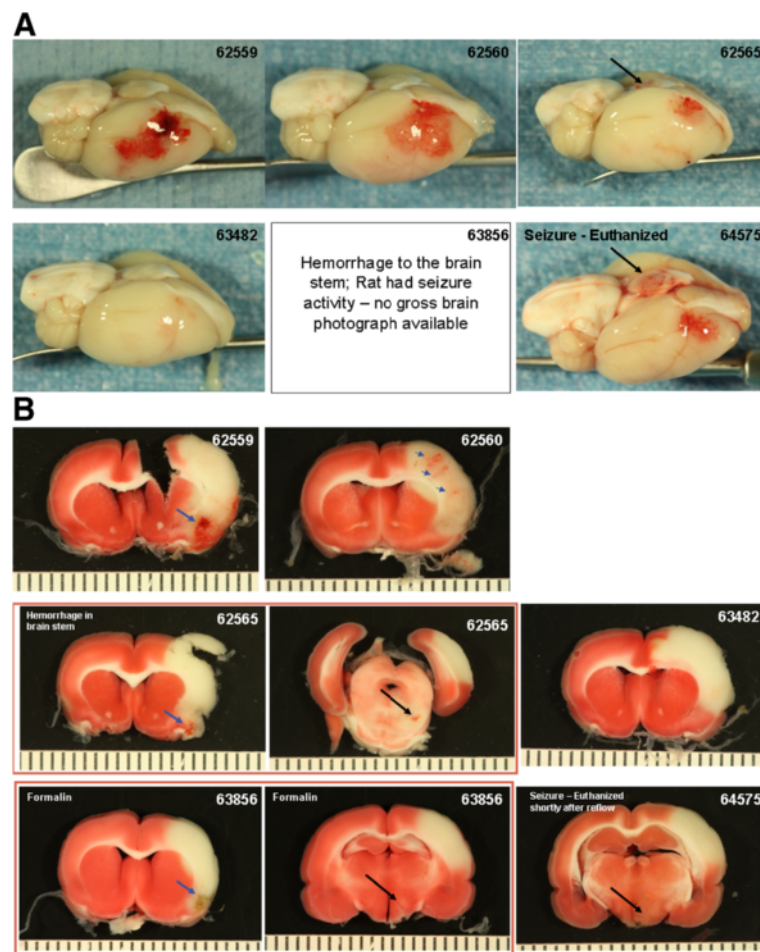 A
62559
62560
62565
63482
63856
Hemorrhage to the brain
stem; Rat had seizure
activity – no gross brain
photograph available
Seizure - Euthanized
64575
B
62559
62560
Hemorrhage in
brain stem
62565
62565
63482
Formalin
63856
Formalin
63856
Seizure – Euthanized
shortly after reflow
64575